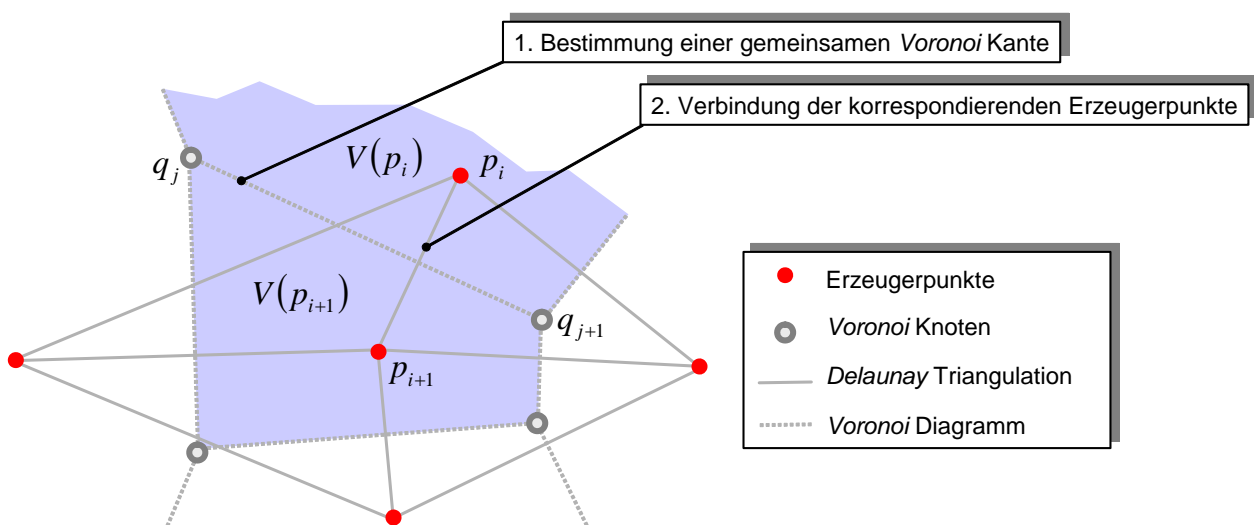 1. Bestimmung einer gemeinsamen Voronoi Kante
2. Verbindung der korrespondierenden Erzeugerpunkte
q_j
V(p_i)
p_i
V(p_{i+1})
q_{j+1}
p_{i+1}
Erzeugerpunkte
Voronoi Knoten
Delaunay Triangulation
Voronoi Diagramm